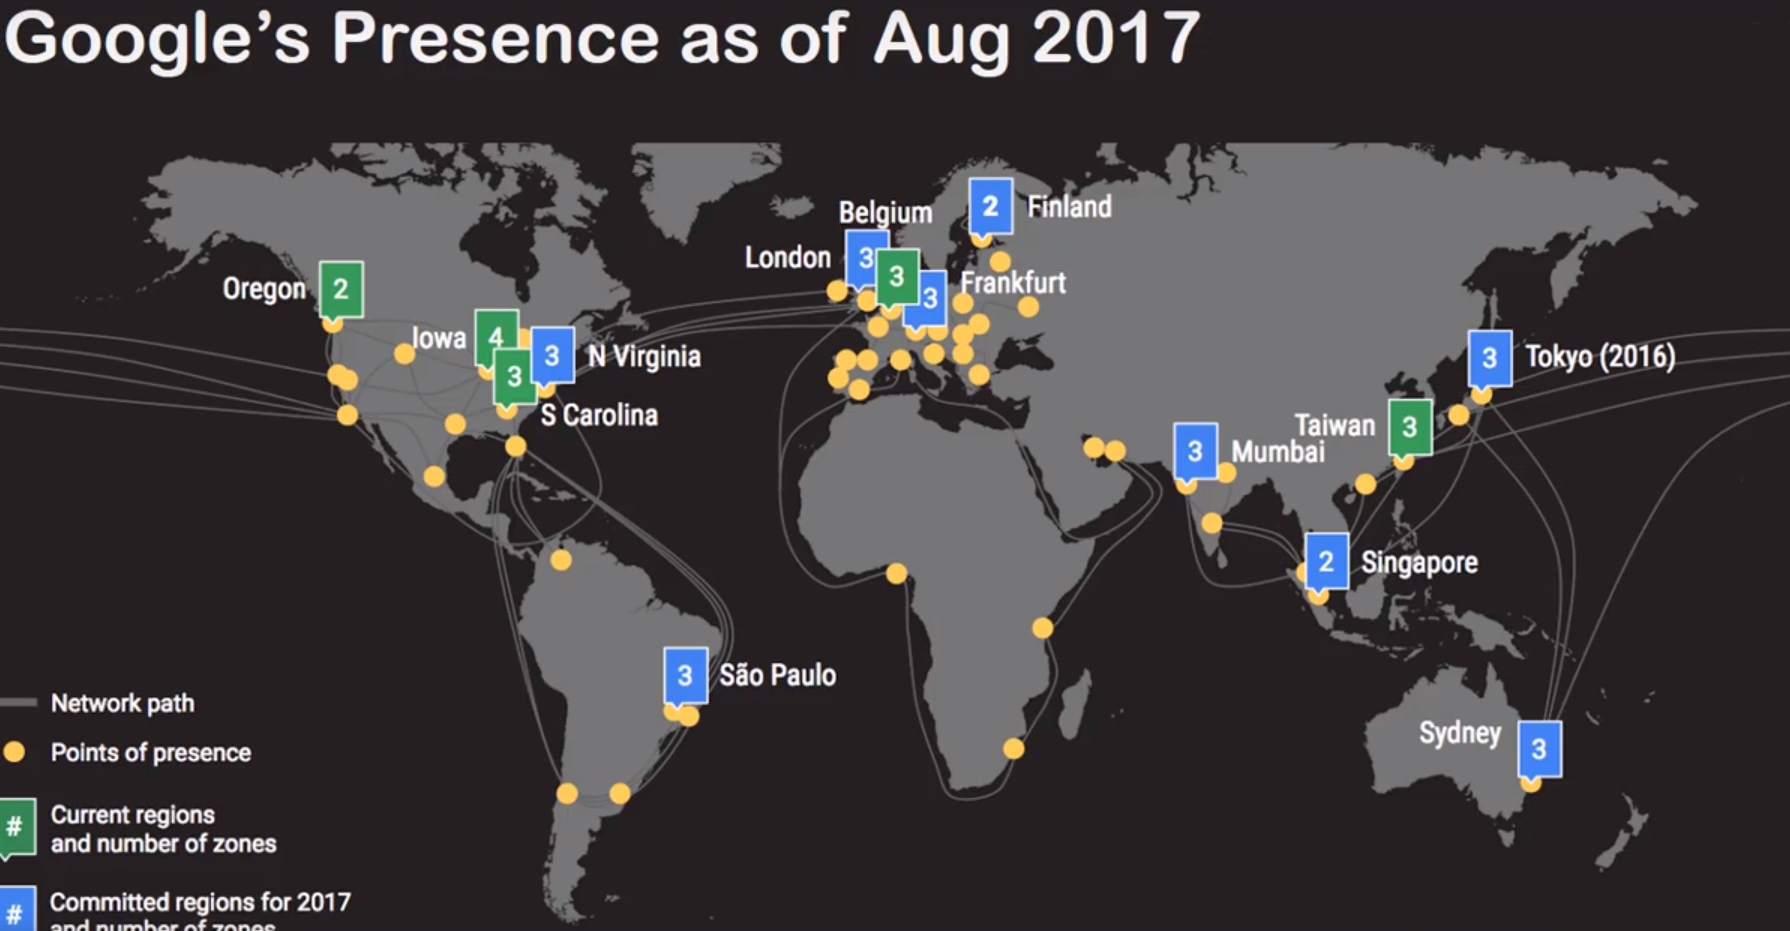 Google's Presence as of Aug 2017
2 Finland
Belgium
London 3
3
3 Frankfurt
Oregon 2
Iowa 4
3 N Virginia
3
S Carolina
3 Tokyo (2016)
Taiwan 3
3 Mumbai
2 Singapore
3 São Paulo
Sydney 3
Network path
Points of presence
# Current regions
and number of zones
# Committed regions for 2017
and number of zones